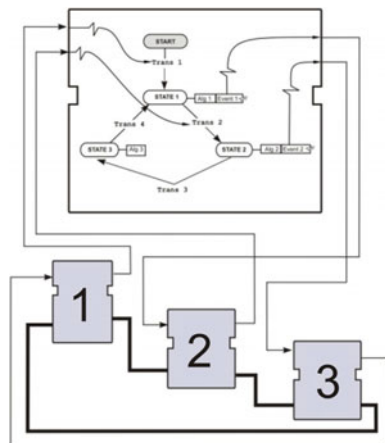 START
Trans 1
STATE 1
Alg.1
Event 1
Trans 4
Trans 2
STATE 3
Alg.3
STATE 2
Alg.2
Event 2
Trans 3
1
2
3